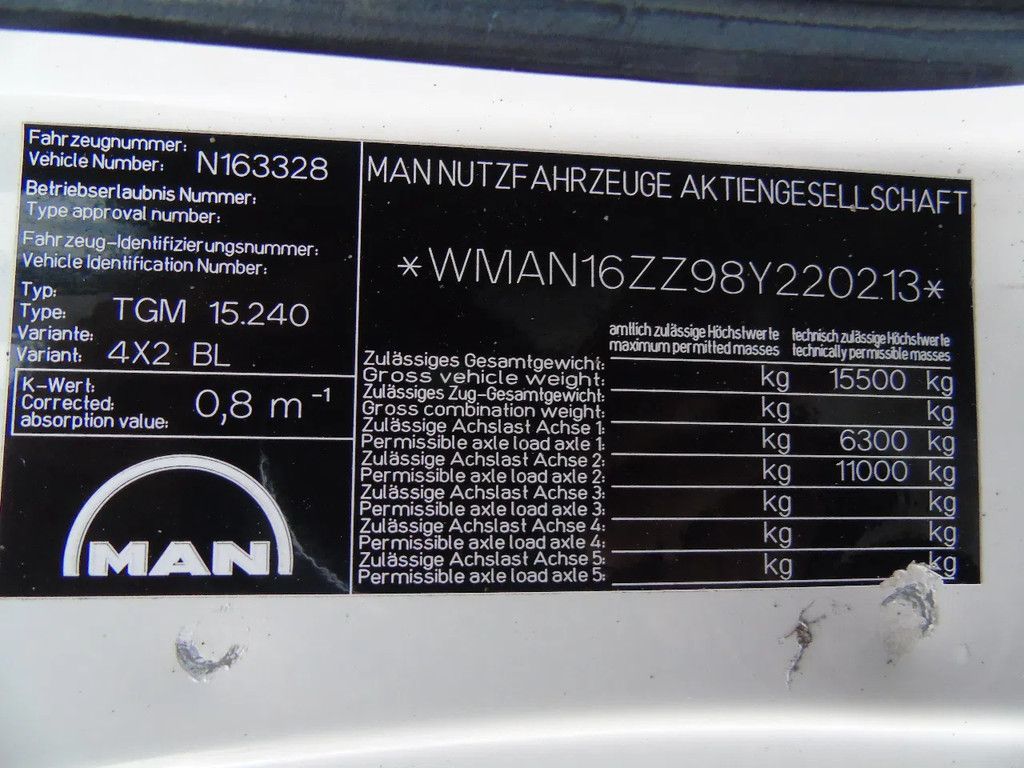 Fahrzeugnummer:
Vehicle Number: N163328
Betriebserlaubnis Nummer:
Type approval number:
Fahrzeug-Identifizierungsnummer:
Vehicle Identification Number:
Typ:
Type: TGM 15.240
Variante:
Variant: 4X2 BL
K-Wert:
Corrected: 0,8 m⁻¹
absorption value:
MAN
MAN NUTZFAHRZEUGE AKTIENGESELLSCHAFT
*WMAN16ZZ98Y220213*
amtlich zulässige Höchstwerte technisch zulässige Höchstwerte
maximum permitted masses technically permissible masses
Zulässiges Gesamtgewicht:
Gross vehicle weight: kg 15500 kg
Zulässiges Zug-Gesamtgewicht:
Gross combination weight: kg kg
Zulässige Achslast Achse 1:
Permissible axle load axle 1: kg 6300 kg
Zulässige Achslast Achse 2:
Permissible axle load axle 2: kg 11000 kg
Zulässige Achslast Achse 3:
Permissible axle load axle 3: kg kg
Zulässige Achslast Achse 4:
Permissible axle load axle 4: kg kg
Zulässige Achslast Achse 5:
Permissible axle load axle 5: kg kg